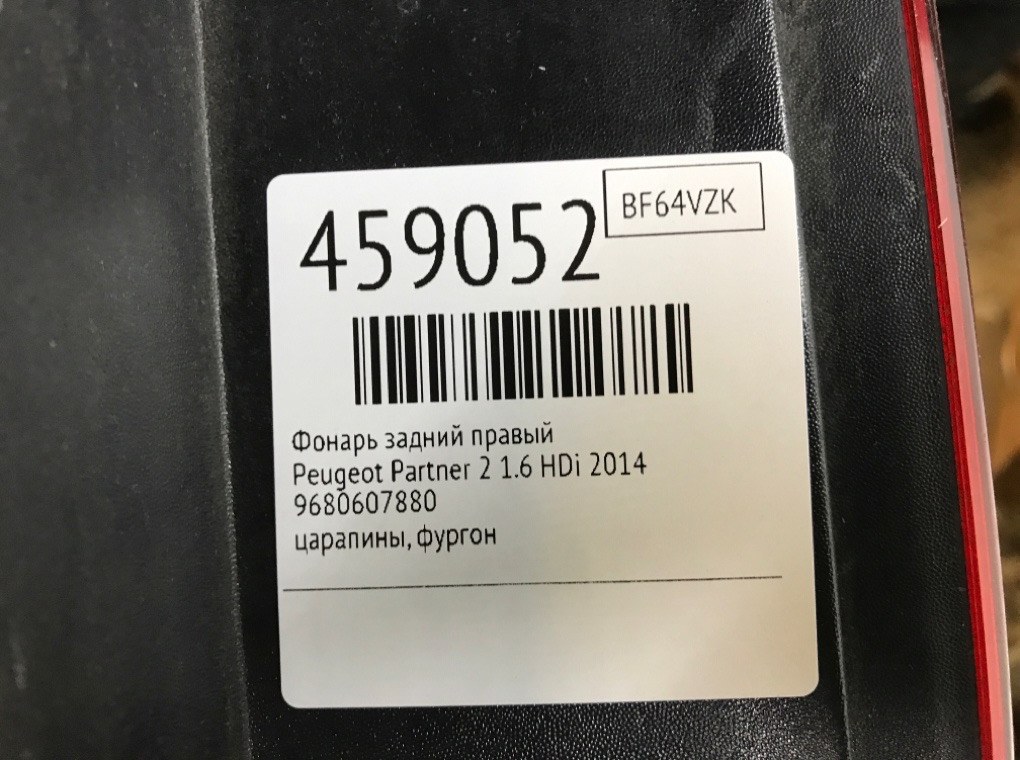 459052
BF64VZK
Фонарь задний правый
Peugeot Partner 2 1.6 HDi 2014
9680607880
царапины, фургон